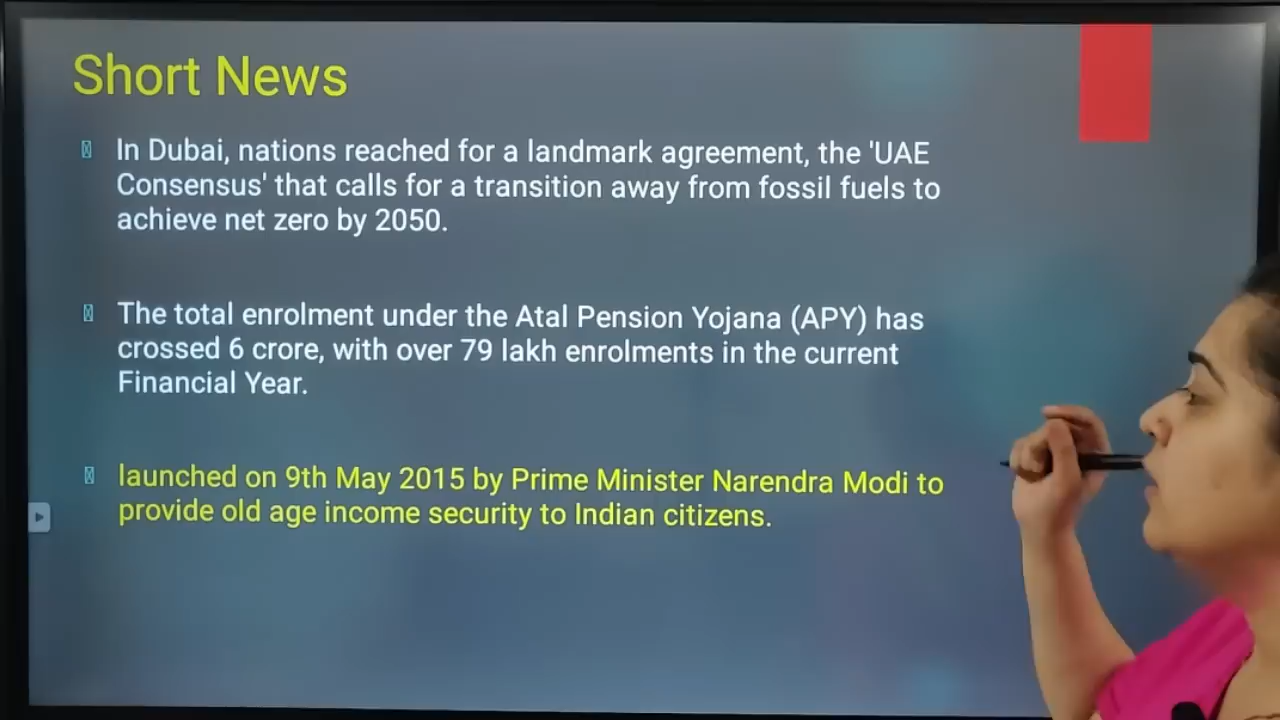 Short News
In Dubai, nations reached for a landmark agreement, the 'UAE
Consensus' that calls for a transition away from fossil fuels to
achieve net zero by 2050.
The total enrolment under the Atal Pension Yojana (APY) has
crossed 6 crore, with over 79 lakh enrolments in the current
Financial Year.
launched on 9th May 2015 by Prime Minister Narendra Modi to
provide old age income security to Indian citizens.